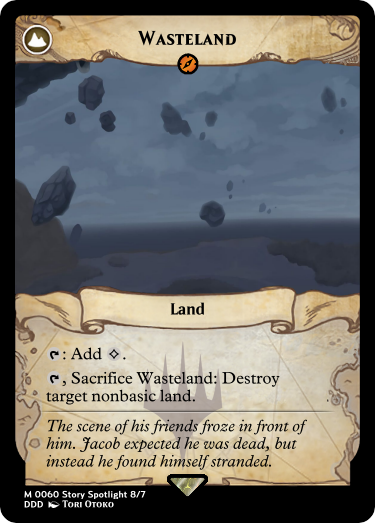 Wasteland
Land
: Add .
, Sacrifice Wasteland: Destroy
target nonbasic land.
The scene of his friends froze in front of
him. Jacob expected he was dead, but
instead he found himself stranded.
M 0060 Story Spotlight 8/7
DDD Tori Otoko